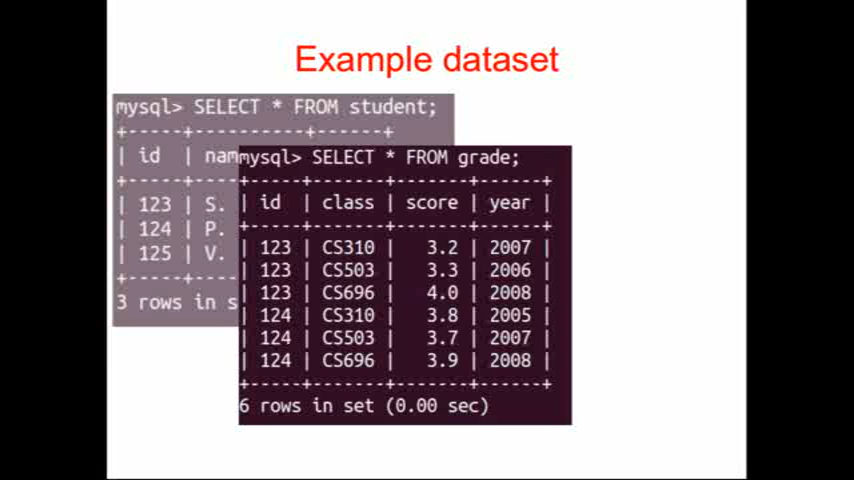 Example dataset
mysql> SELECT * FROM student;
+-----+----------+------+
| id | nam
+-----+----
| 123 | S.
| 124 | P.
| 125 | V.
+-----+----
3 rows in s
mysql> SELECT * FROM grade;
+-----+-------+-------+------+
| id | class | score | year |
+-----+-------+-------+------+
| 123 | CS310 | 3.2 | 2007 |
| 123 | CS503 | 3.3 | 2006 |
| 123 | CS696 | 4.0 | 2008 |
| 124 | CS310 | 3.8 | 2005 |
| 124 | CS503 | 3.7 | 2007 |
| 124 | CS696 | 3.9 | 2008 |
+-----+-------+-------+------+
6 rows in set (0.00 sec)